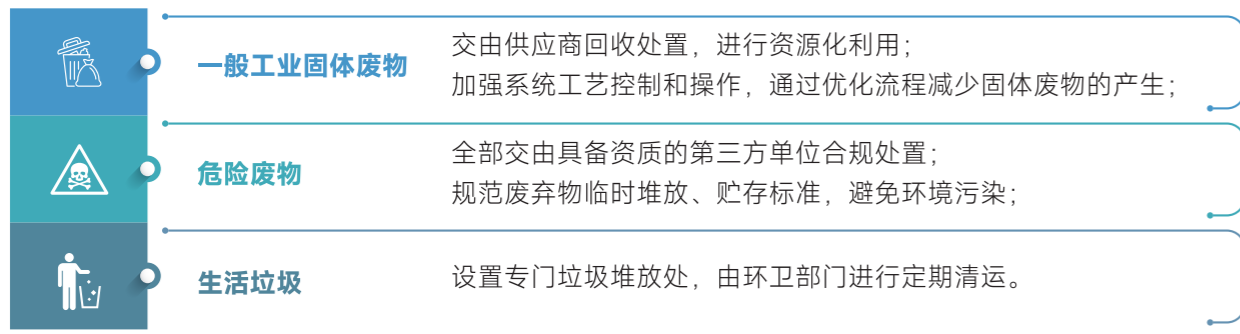 一般工业固体废物
交由供应商回收处置，进行资源化利用；
加强系统工艺控制和操作，通过优化流程减少固体废物的产生；
危险废物
全部交由具备资质的第三方单位合规处置；
规范废弃物临时堆放、贮存标准，避免环境污染；
生活垃圾
设置专门垃圾堆放处，由环卫部门进行定期清运。